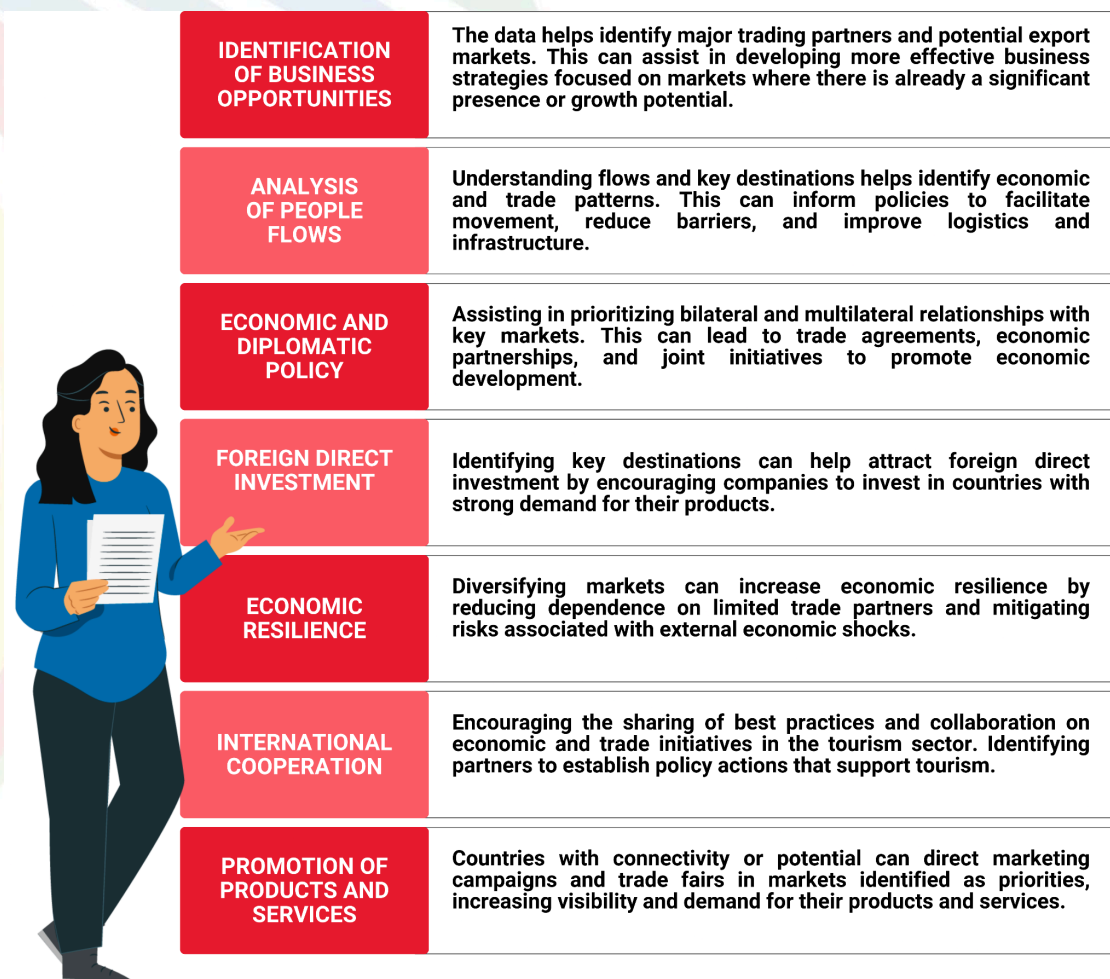 IDENTIFICATION
OF BUSINESS
OPPORTUNITIES
The data helps identify major trading partners and potential export
markets. This can assist in developing more effective business
strategies focused on markets where there is already a significant
presence or growth potential.
ANALYSIS
OF PEOPLE
FLOWS
Understanding flows and key destinations helps identify economic
and trade patterns. This can inform policies to facilitate
movement, reduce barriers, and improve logistics and
infrastructure.
ECONOMIC AND
DIPLOMATIC
POLICY
Assisting in prioritizing bilateral and multilateral relationships with
key markets. This can lead to trade agreements, economic
partnerships, and joint initiatives to promote economic
development.
FOREIGN DIRECT
INVESTMENT
Identifying key destinations can help attract foreign direct
investment by encouraging companies to invest in countries with
strong demand for their products.
ECONOMIC
RESILIENCE
Diversifying markets can increase economic resilience by
reducing dependence on limited trade partners and mitigating
risks associated with external economic shocks.
INTERNATIONAL
COOPERATION
Encouraging the sharing of best practices and collaboration on
economic and trade initiatives in the tourism sector. Identifying
partners to establish policy actions that support tourism.
PROMOTION OF
PRODUCTS AND
SERVICES
Countries with connectivity or potential can direct marketing
campaigns and trade fairs in markets identified as priorities,
increasing visibility and demand for their products and services.